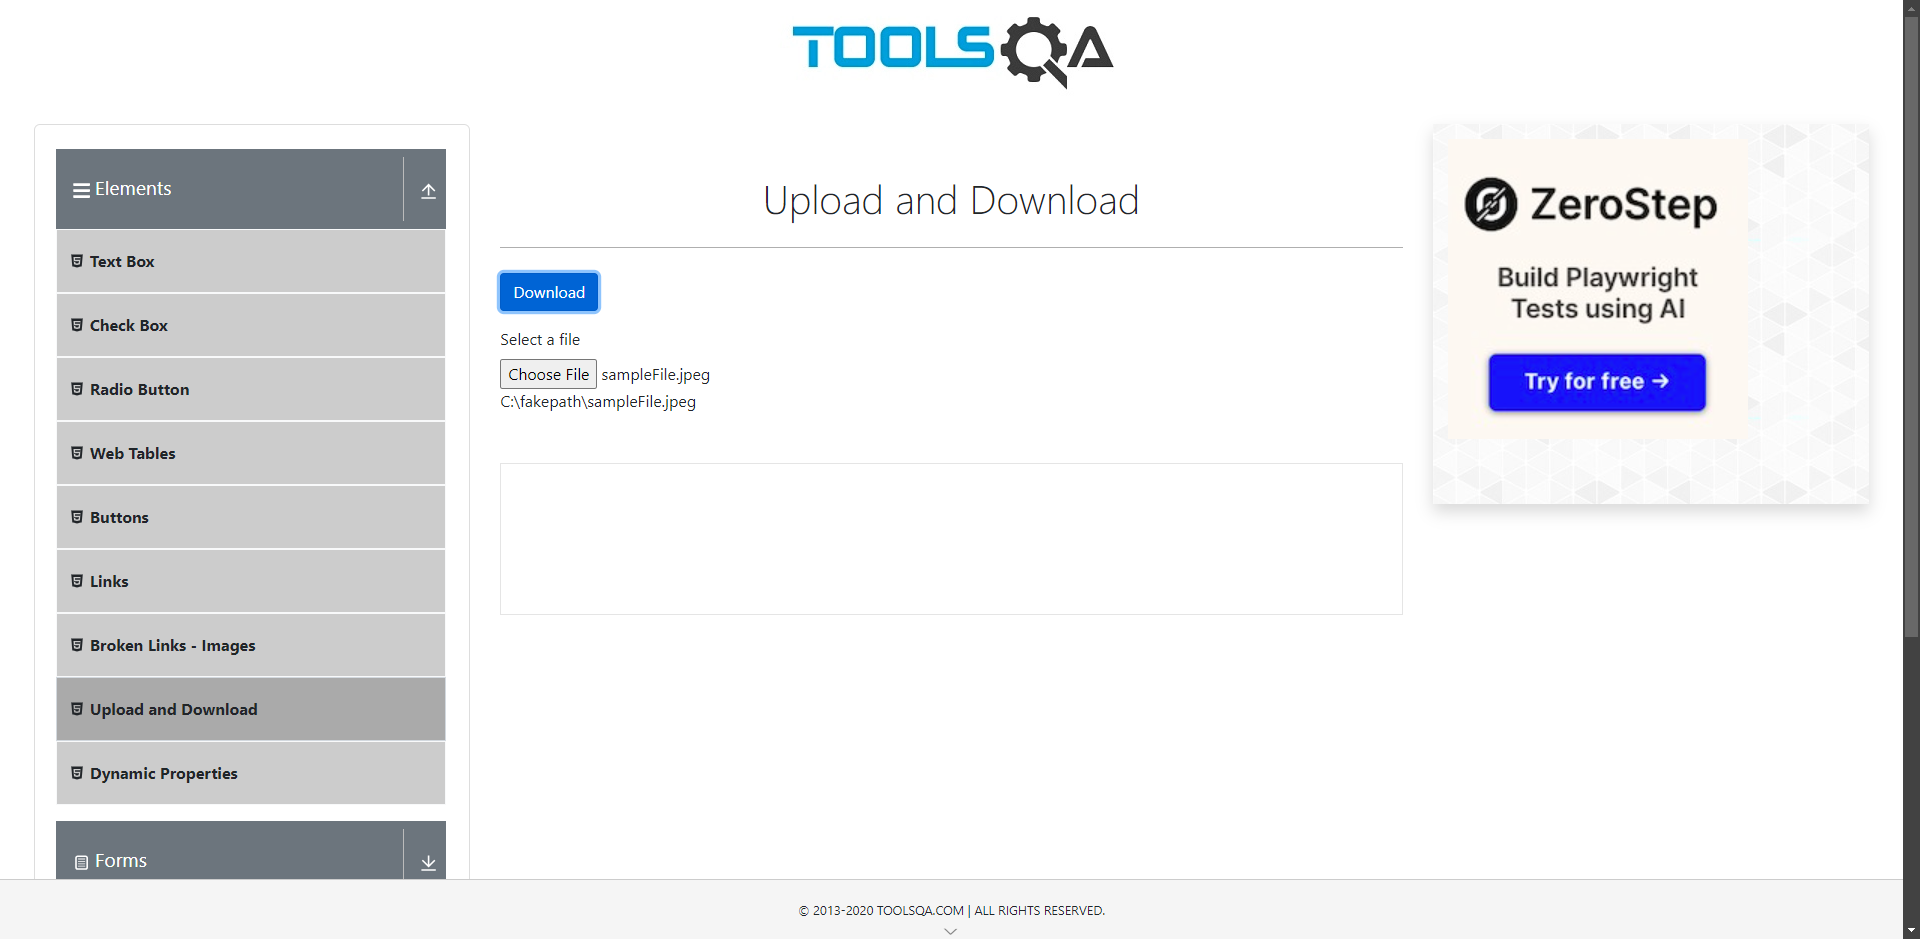 TOOLSQA
Elements
Text Box
Check Box
Radio Button
Web Tables
Buttons
Links
Broken Links - Images
Upload and Download
Dynamic Properties
Forms
Upload and Download
Download
Select a file
Choose File sampleFile.jpeg
C:\fakepath\sampleFile.jpeg
ZeroStep
Build Playwright
Tests using AI
Try for free →
© 2013-2020 TOOLSQA.COM | ALL RIGHTS RESERVED.